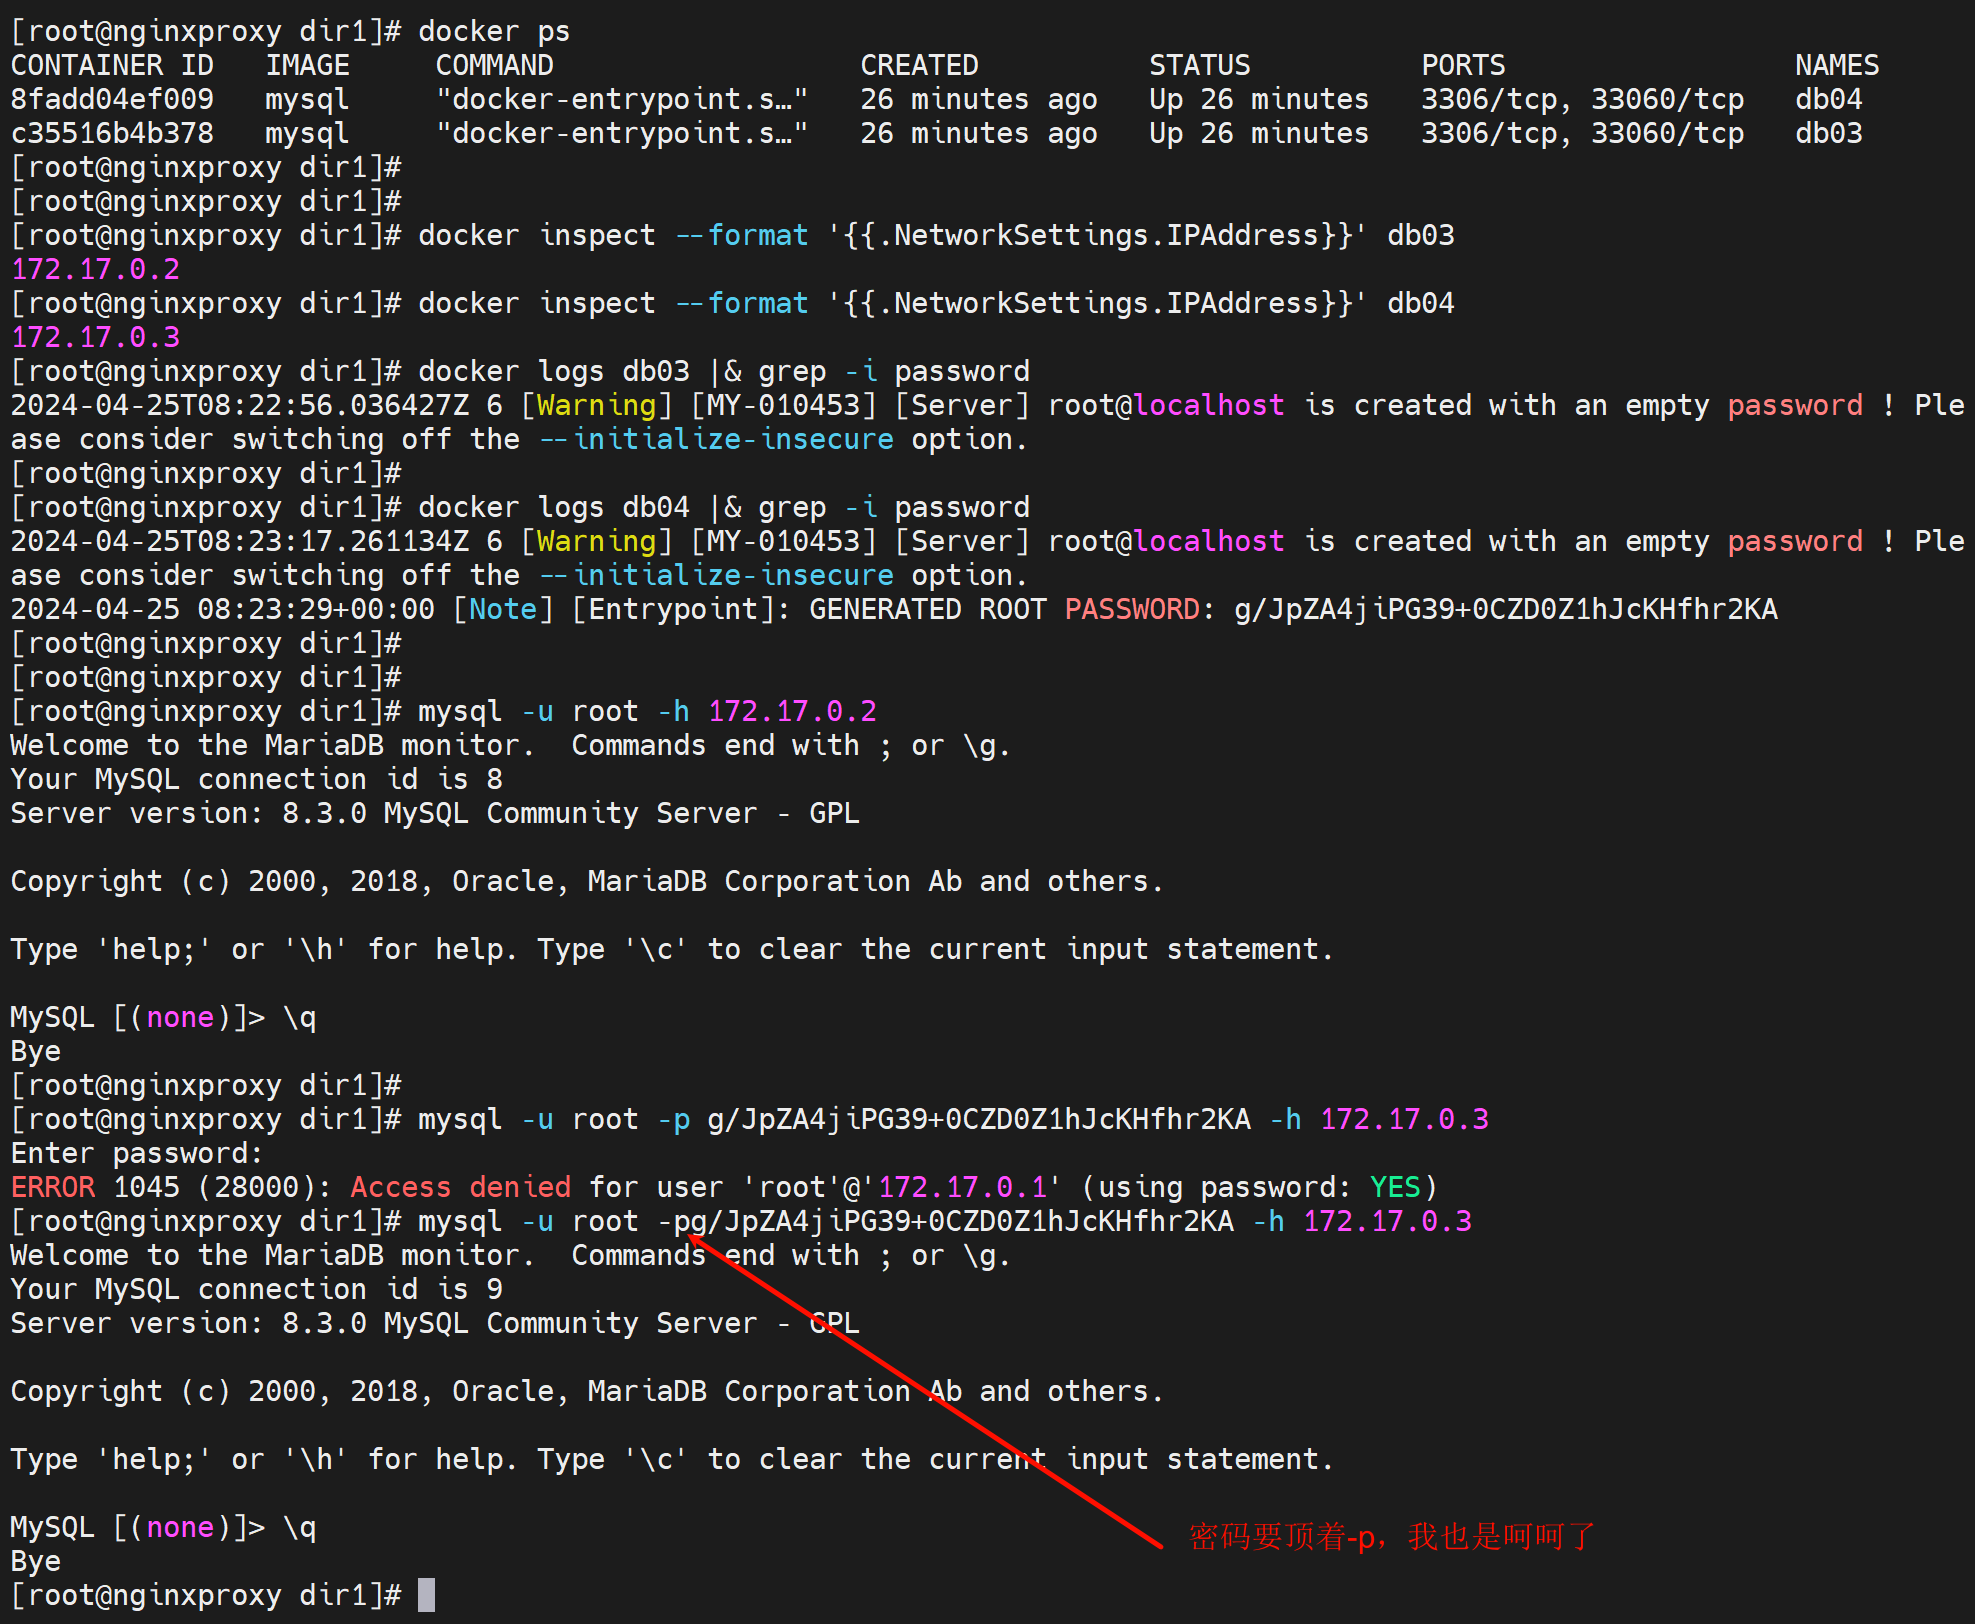 [root@nginxproxy dir1]# docker ps
CONTAINER ID   IMAGE     COMMAND                  CREATED          STATUS          PORTS                 NAMES
8fadd04ef009   mysql     "docker-entrypoint.s…"   26 minutes ago   Up 26 minutes   3306/tcp, 33060/tcp   db04
c35516b4b378   mysql     "docker-entrypoint.s…"   26 minutes ago   Up 26 minutes   3306/tcp, 33060/tcp   db03
[root@nginxproxy dir1]#
[root@nginxproxy dir1]#
[root@nginxproxy dir1]# docker inspect --format '{{.NetworkSettings.IPAddress}}' db03
172.17.0.2
[root@nginxproxy dir1]# docker inspect --format '{{.NetworkSettings.IPAddress}}' db04
172.17.0.3
[root@nginxproxy dir1]# docker logs db03 |& grep -i password
2024-04-25T08:22:56.036427Z 6 [Warning] [MY-010453] [Server] root@localhost is created with an empty password ! Ple
ase consider switching off the --initialize-insecure option.
[root@nginxproxy dir1]#
[root@nginxproxy dir1]# docker logs db04 |& grep -i password
2024-04-25T08:23:17.261134Z 6 [Warning] [MY-010453] [Server] root@localhost is created with an empty password ! Ple
ase consider switching off the --initialize-insecure option.
2024-04-25 08:23:29+00:00 [Note] [Entrypoint]: GENERATED ROOT PASSWORD: g/JpZA4jiPG39+0CZD0Z1hJcKHfhr2KA
[root@nginxproxy dir1]#
[root@nginxproxy dir1]#
[root@nginxproxy dir1]# mysql -u root -h 172.17.0.2
Welcome to the MariaDB monitor.  Commands end with ; or \g.
Your MySQL connection id is 8
Server version: 8.3.0 MySQL Community Server - GPL
Copyright (c) 2000, 2018, Oracle, MariaDB Corporation Ab and others.
Type 'help;' or '\h' for help. Type '\c' to clear the current input statement.
MySQL [(none)]> \q
Bye
[root@nginxproxy dir1]#
[root@nginxproxy dir1]# mysql -u root -p g/JpZA4jiPG39+0CZD0Z1hJcKHfhr2KA -h 172.17.0.3
Enter password:
ERROR 1045 (28000): Access denied for user 'root'@'172.17.0.1' (using password: YES)
[root@nginxproxy dir1]# mysql -u root -pg/JpZA4jiPG39+0CZD0Z1hJcKHfhr2KA -h 172.17.0.3
Welcome to the MariaDB monitor.  Commands end with ; or \g.
Your MySQL connection id is 9
Server version: 8.3.0 MySQL Community Server - GPL
Copyright (c) 2000, 2018, Oracle, MariaDB Corporation Ab and others.
Type 'help;' or '\h' for help. Type '\c' to clear the current input statement.
MySQL [(none)]> \q
密码要顶着-p，我也是呵呵了
Bye
[root@nginxproxy dir1]#